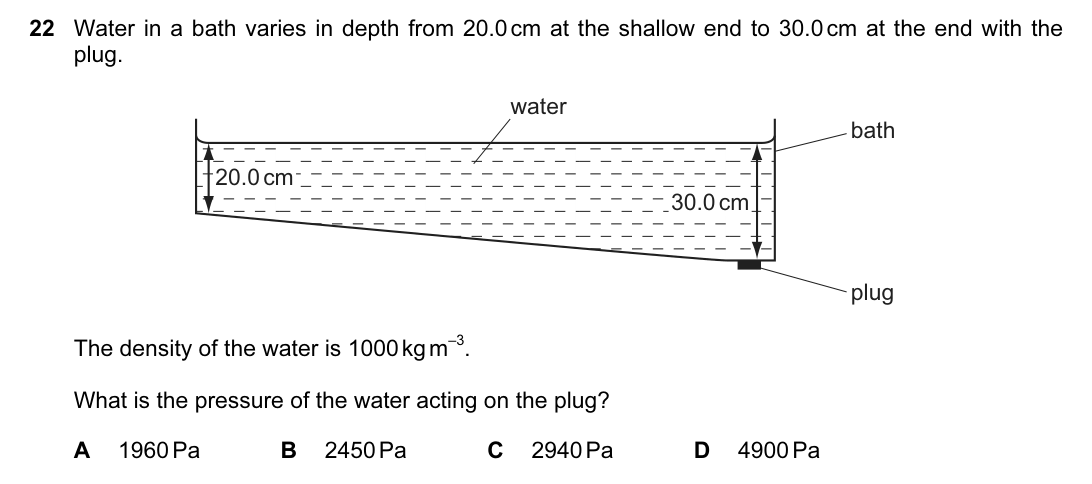 22 Water in a bath varies in depth from 20.0 cm at the shallow end to 30.0 cm at the end with the
plug.
water
bath
20.0 cm
30.0 cm
plug
The density of the water is 1000 kg m⁻³.
What is the pressure of the water acting on the plug?
A 1960 Pa B 2450 Pa C 2940 Pa D 4900 Pa